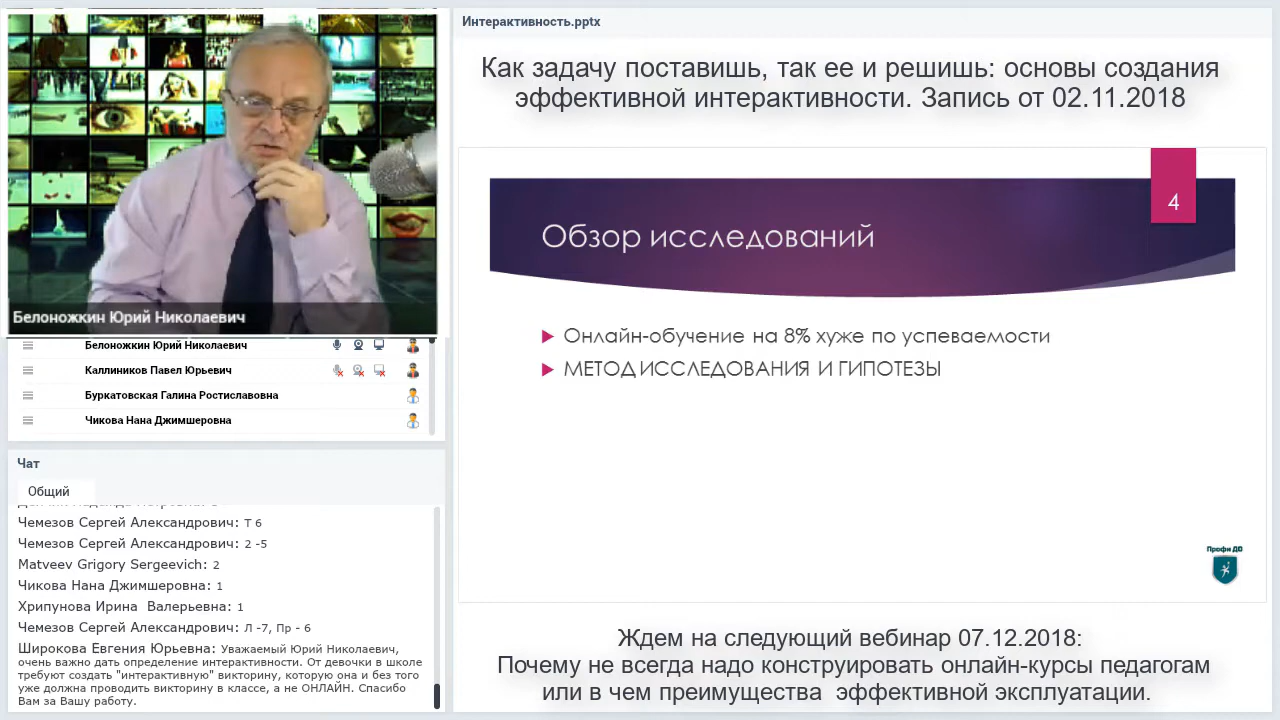 Интерактивность.pptx
Как задачу поставишь, так ее и решишь: основы создания
эффективной интерактивности. Запись от 02.11.2018
4
Обзор исследований
Онлайн-обучение на 8% хуже по успеваемости
МЕТОД ИССЛЕДОВАНИЯ И ГИПОТЕЗЫ
Профи ДО
Ждем на следующий вебинар 07.12.2018:
Почему не всегда надо конструировать онлайн-курсы педагогам
или в чем преимущества эффективной эксплуатации.
Белоножкин Юрий Николаевич
Белоножкин Юрий Николаевич
Каллиников Павел Юрьевич
Буркатовская Галина Ростиславовна
Чикова Нана Джимшеровна
Чат
Общий
Чемезов Сергей Александрович: Т 6
Чемезов Сергей Александрович: 2 -5
Matveev Grigory Sergeevich: 2
Чикова Нана Джимшеровна: 1
Хрипунова Ирина Валерьевна: 1
Чемезов Сергей Александрович: Л -7, Пр - 6
Широкова Евгения Юрьевна: Уважаемый Юрий Николаевич,
очень важно дать определение интерактивности. От девочки в школе
требуют создать "интерактивную" викторину, которую она и без того
уже должна проводить викторину в классе, а не ОНЛАЙН. Спасибо
Вам за Вашу работу.